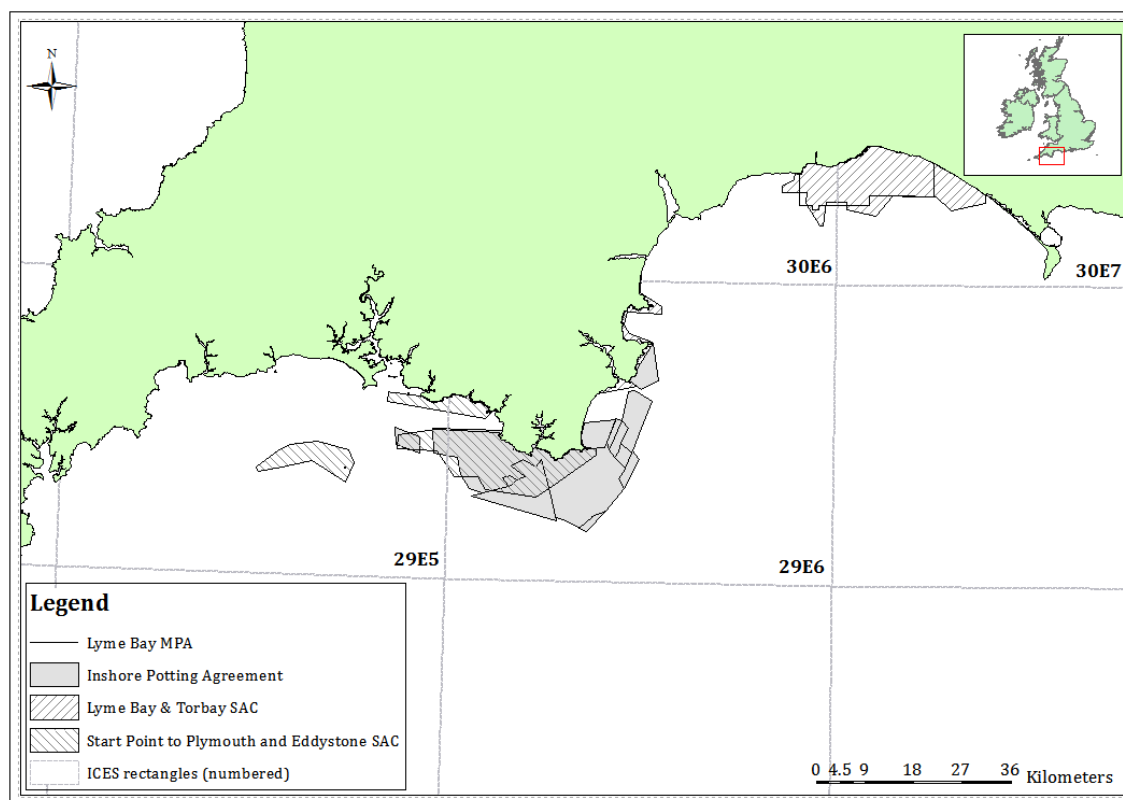 N
30E6
30E7
29E5
29E6
Legend
Lyme Bay MPA
Inshore Potting Agreement
Lyme Bay & Torbay SAC
Start Point to Plymouth and Eddystone SAC
ICES rectangles (numbered)
0 4.5 9 18 27 36
Kilometers